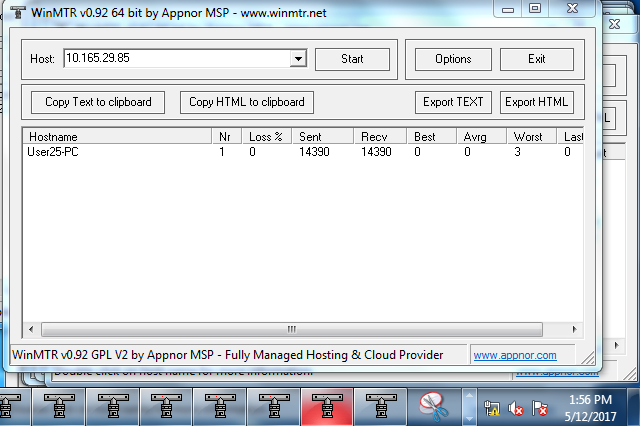 WinMTR v0.92 64 bit by Appnor MSP - www.winmtr.net
Host: 10.165.29.85 Start Options Exit
Copy Text to clipboard Copy HTML to clipboard Export TEXT Export HTML
Hostname Nr Loss % Sent Recv Best Avrg Worst Last
User25-PC 1 0 14390 14390 0 0 3 0
WinMTR v0.92 GPL V2 by Appnor MSP - Fully Managed Hosting & Cloud Provider www.appnor.com
1:56 PM
5/12/2017